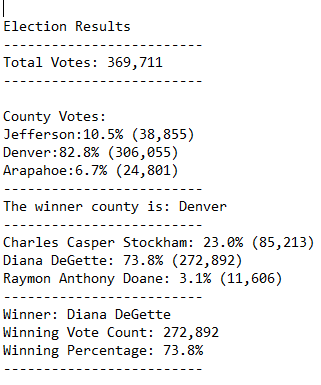 Election Results
-------------------------
Total Votes: 369,711
-------------------------
County Votes:
Jefferson:10.5% (38,855)
Denver:82.8% (306,055)
Arapahoe:6.7% (24,801)
-------------------------
The winner county is: Denver
-------------------------
Charles Casper Stockham: 23.0% (85,213)
Diana DeGette: 73.8% (272,892)
Raymon Anthony Doane: 3.1% (11,606)
-------------------------
Winner: Diana DeGette
Winning Vote Count: 272,892
Winning Percentage: 73.8%
-------------------------